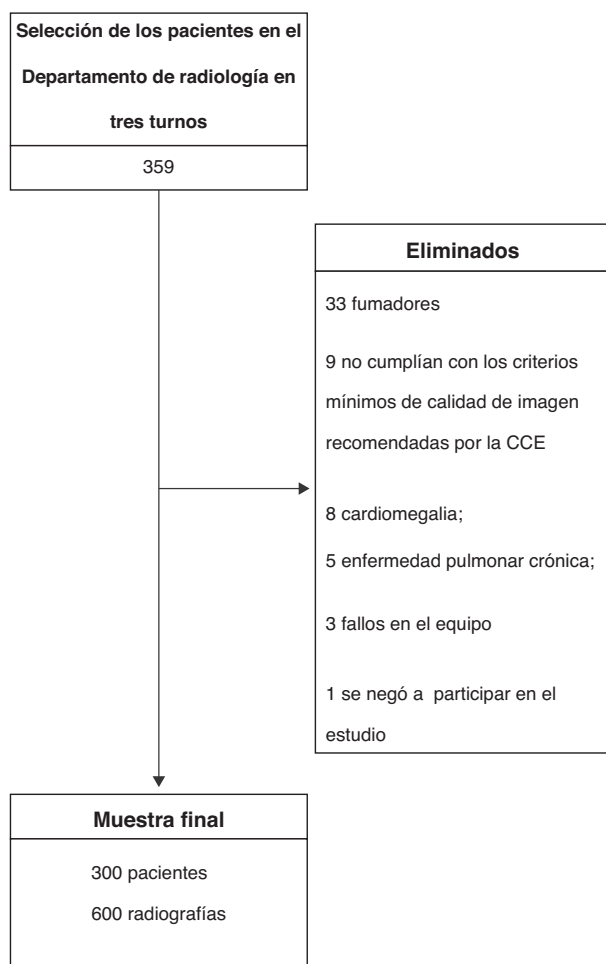 Selección de los pacientes en el
Departamento de radiología en
tres turnos
359
Eliminados
33 fumadores
9 no cumplían con los criterios
mínimos de calidad de imagen
recomendadas por la CCE
8 cardiomegalia;
5 enfermedad pulmonar crónica;
3 fallos en el equipo
1 se negó a participar en el
estudio
Muestra final
300 pacientes
600 radiografías